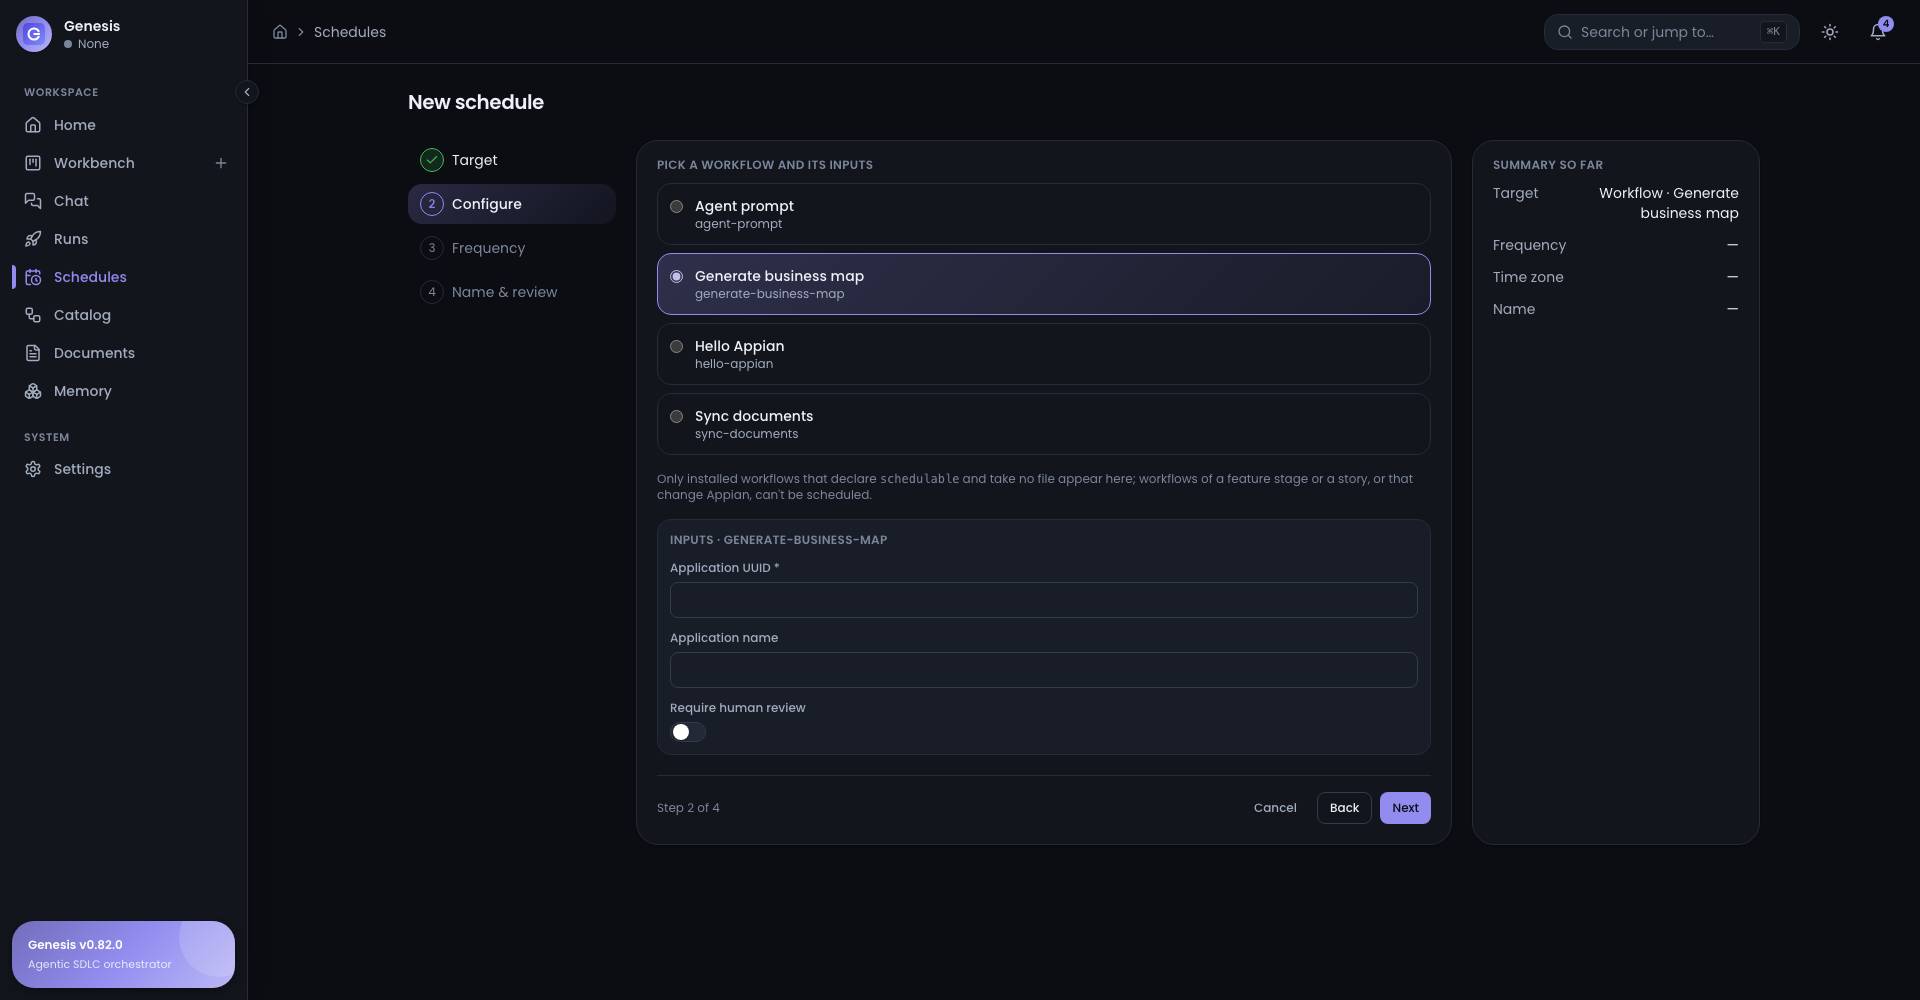 Genesis
None
WORKSPACE
Home
Workbench
Chat
Runs
Schedules
Catalog
Documents
Memory
SYSTEM
Settings
Genesis v0.82.0
Agentic SDLC orchestrator
Schedules
Search or jump to...
⌘K
4
New schedule
Target
2 Configure
3 Frequency
4 Name & review
PICK A WORKFLOW AND ITS INPUTS
Agent prompt
agent-prompt
Generate business map
generate-business-map
Hello Appian
hello-appian
Sync documents
sync-documents
Only installed workflows that declare schedulable and take no file appear here; workflows of a feature stage or a story, or that
change Appian, can't be scheduled.
INPUTS · GENERATE-BUSINESS-MAP
Application UUID *
Application name
Require human review
Step 2 of 4
Cancel
Back
Next
SUMMARY SO FAR
Target Workflow · Generate
business map
Frequency —
Time zone —
Name —